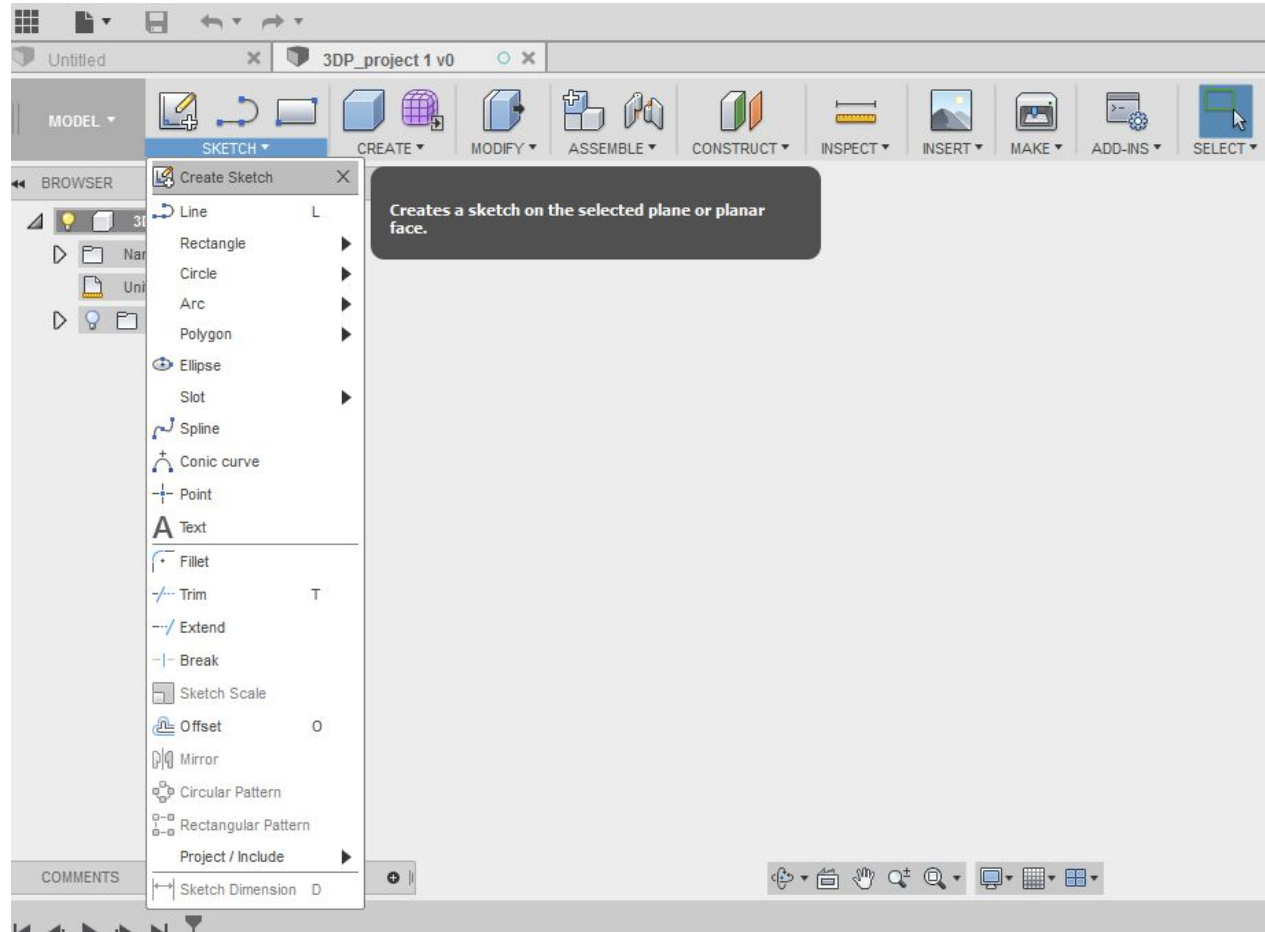 Untitled
3DP_project 1 v0
MODEL
SKETCH CREATE MODIFY ASSEMBLE CONSTRUCT INSPECT INSERT MAKE ADD-INS SELECT
BROWSER
Create Sketch
Creates a sketch on the selected plane or planar
face.
Line L
Rectangle
Circle
Arc
Polygon
Ellipse
Slot
Spline
Conic curve
Point
A Text
Fillet
Trim T
Extend
Break
Sketch Scale
Offset O
Mirror
Circular Pattern
Rectangular Pattern
Project / Include
COMMENTS
Sketch Dimension D